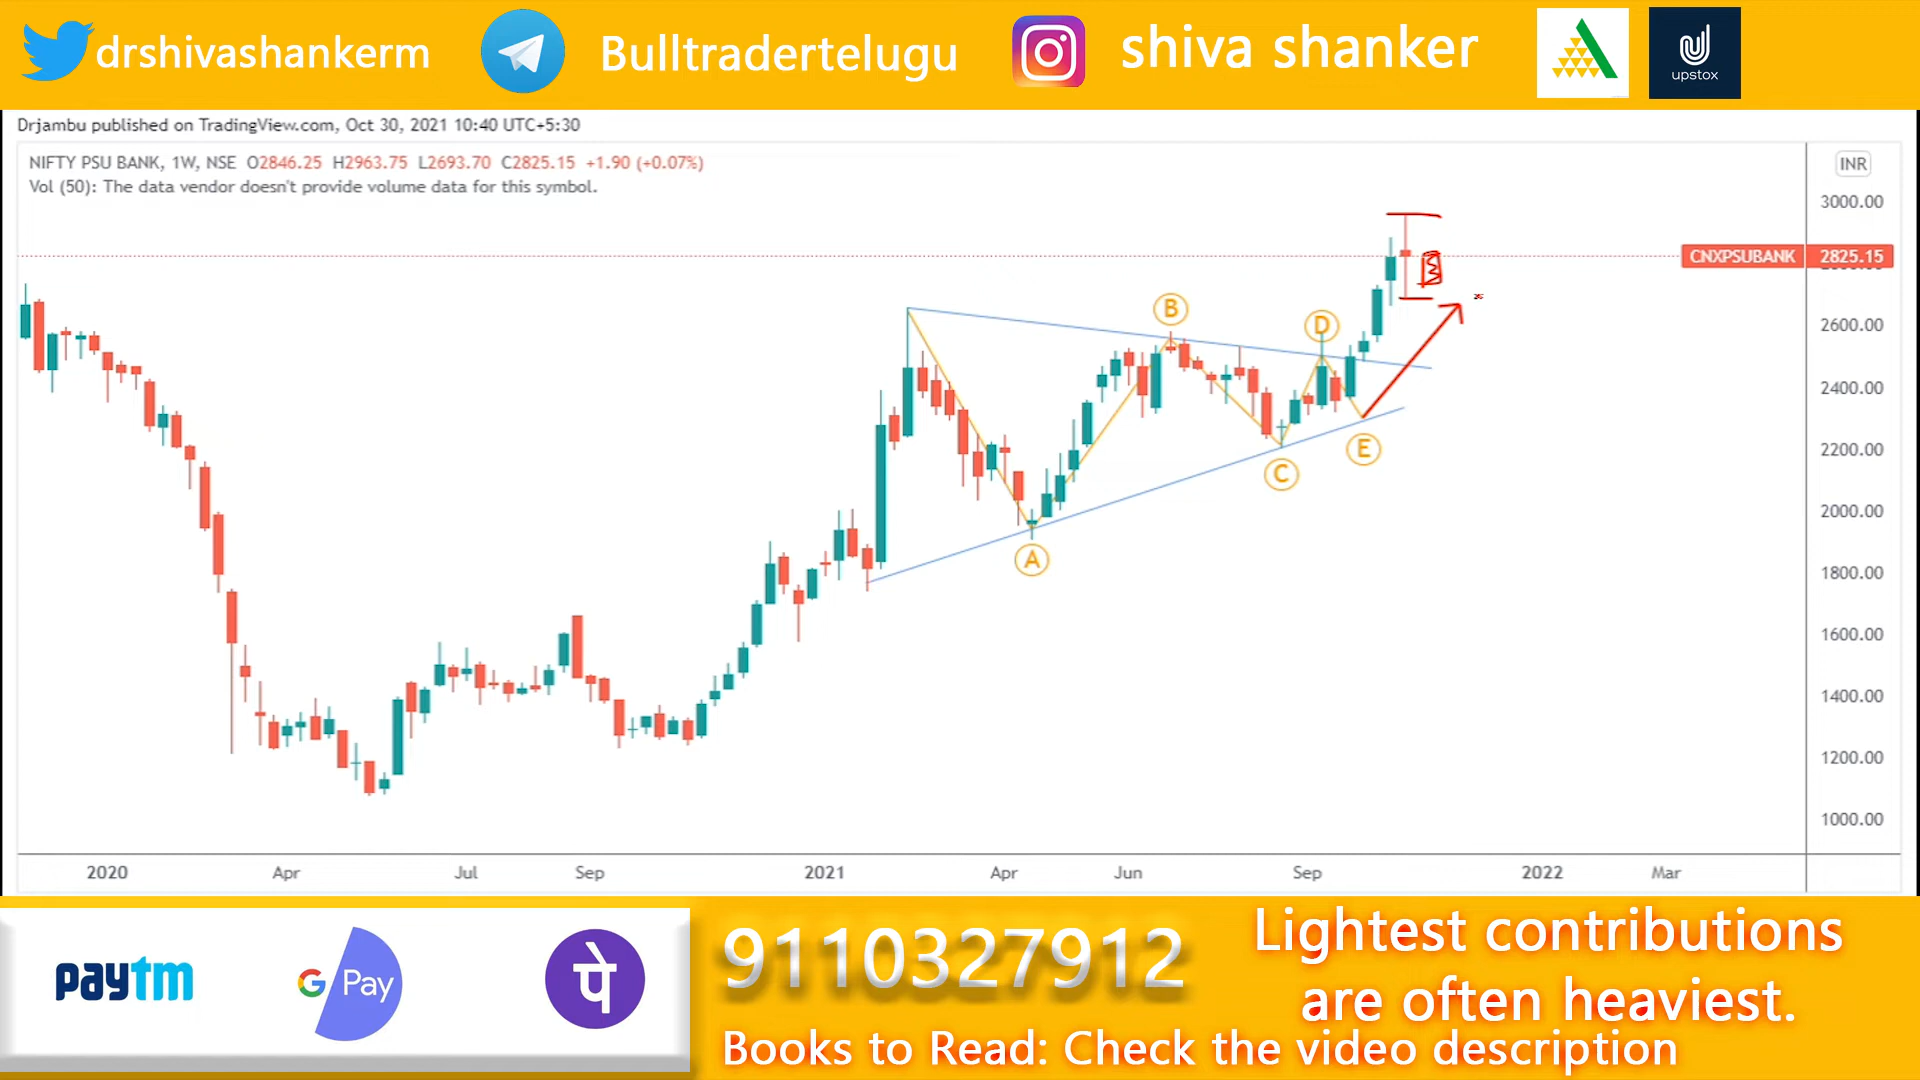 drshivashankerm
Bulltradertelugu
shiva shanker
upstox
Drjambu published on TradingView.com, Oct 30, 2021 10:40 UTC+5:30
NIFTY PSU BANK, 1W, NSE O2846.25 H2963.75 L2693.70 C2825.15 +1.90 (+0.07%)
Vol (50): The data vendor doesn't provide volume data for this symbol.
INR
3000.00
CNXPSUBANK 2825.15
2600.00
2400.00
2200.00
2000.00
1800.00
1600.00
1400.00
1200.00
1000.00
B
D
E
C
A
2020 Apr Jul Sep 2021 Apr Jun Sep 2022 Mar
paytm
G Pay
पे
9110327912
Lightest contributions
are often heaviest.
Books to Read: Check the video description